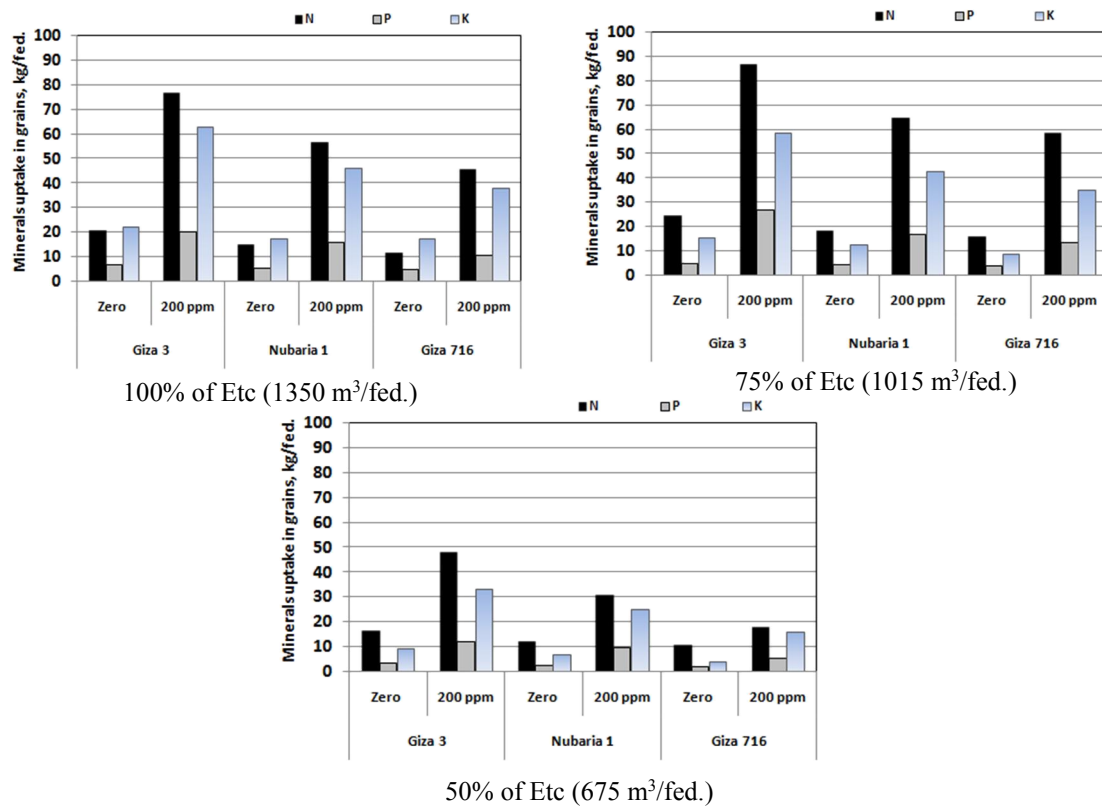 N P K
Minerals uptake in grains, kg/fed.
100
90
80
70
60
50
40
30
20
10
0
Zero 200 ppm Zero 200 ppm Zero 200 ppm
Giza 3 Nubaria 1 Giza 716
100% of Etc (1350 m³/fed.)
N P K
Minerals uptake in grains, kg/fed.
100
90
80
70
60
50
40
30
20
10
0
Zero 200 ppm Zero 200 ppm Zero 200 ppm
Giza 3 Nubaria 1 Giza 716
75% of Etc (1015 m³/fed.)
N P K
Minerals uptake in grains, kg/fed.
100
90
80
70
60
50
40
30
20
10
0
Zero 200 ppm Zero 200 ppm Zero 200 ppm
Giza 3 Nubaria 1 Giza 716
50% of Etc (675 m³/fed.)